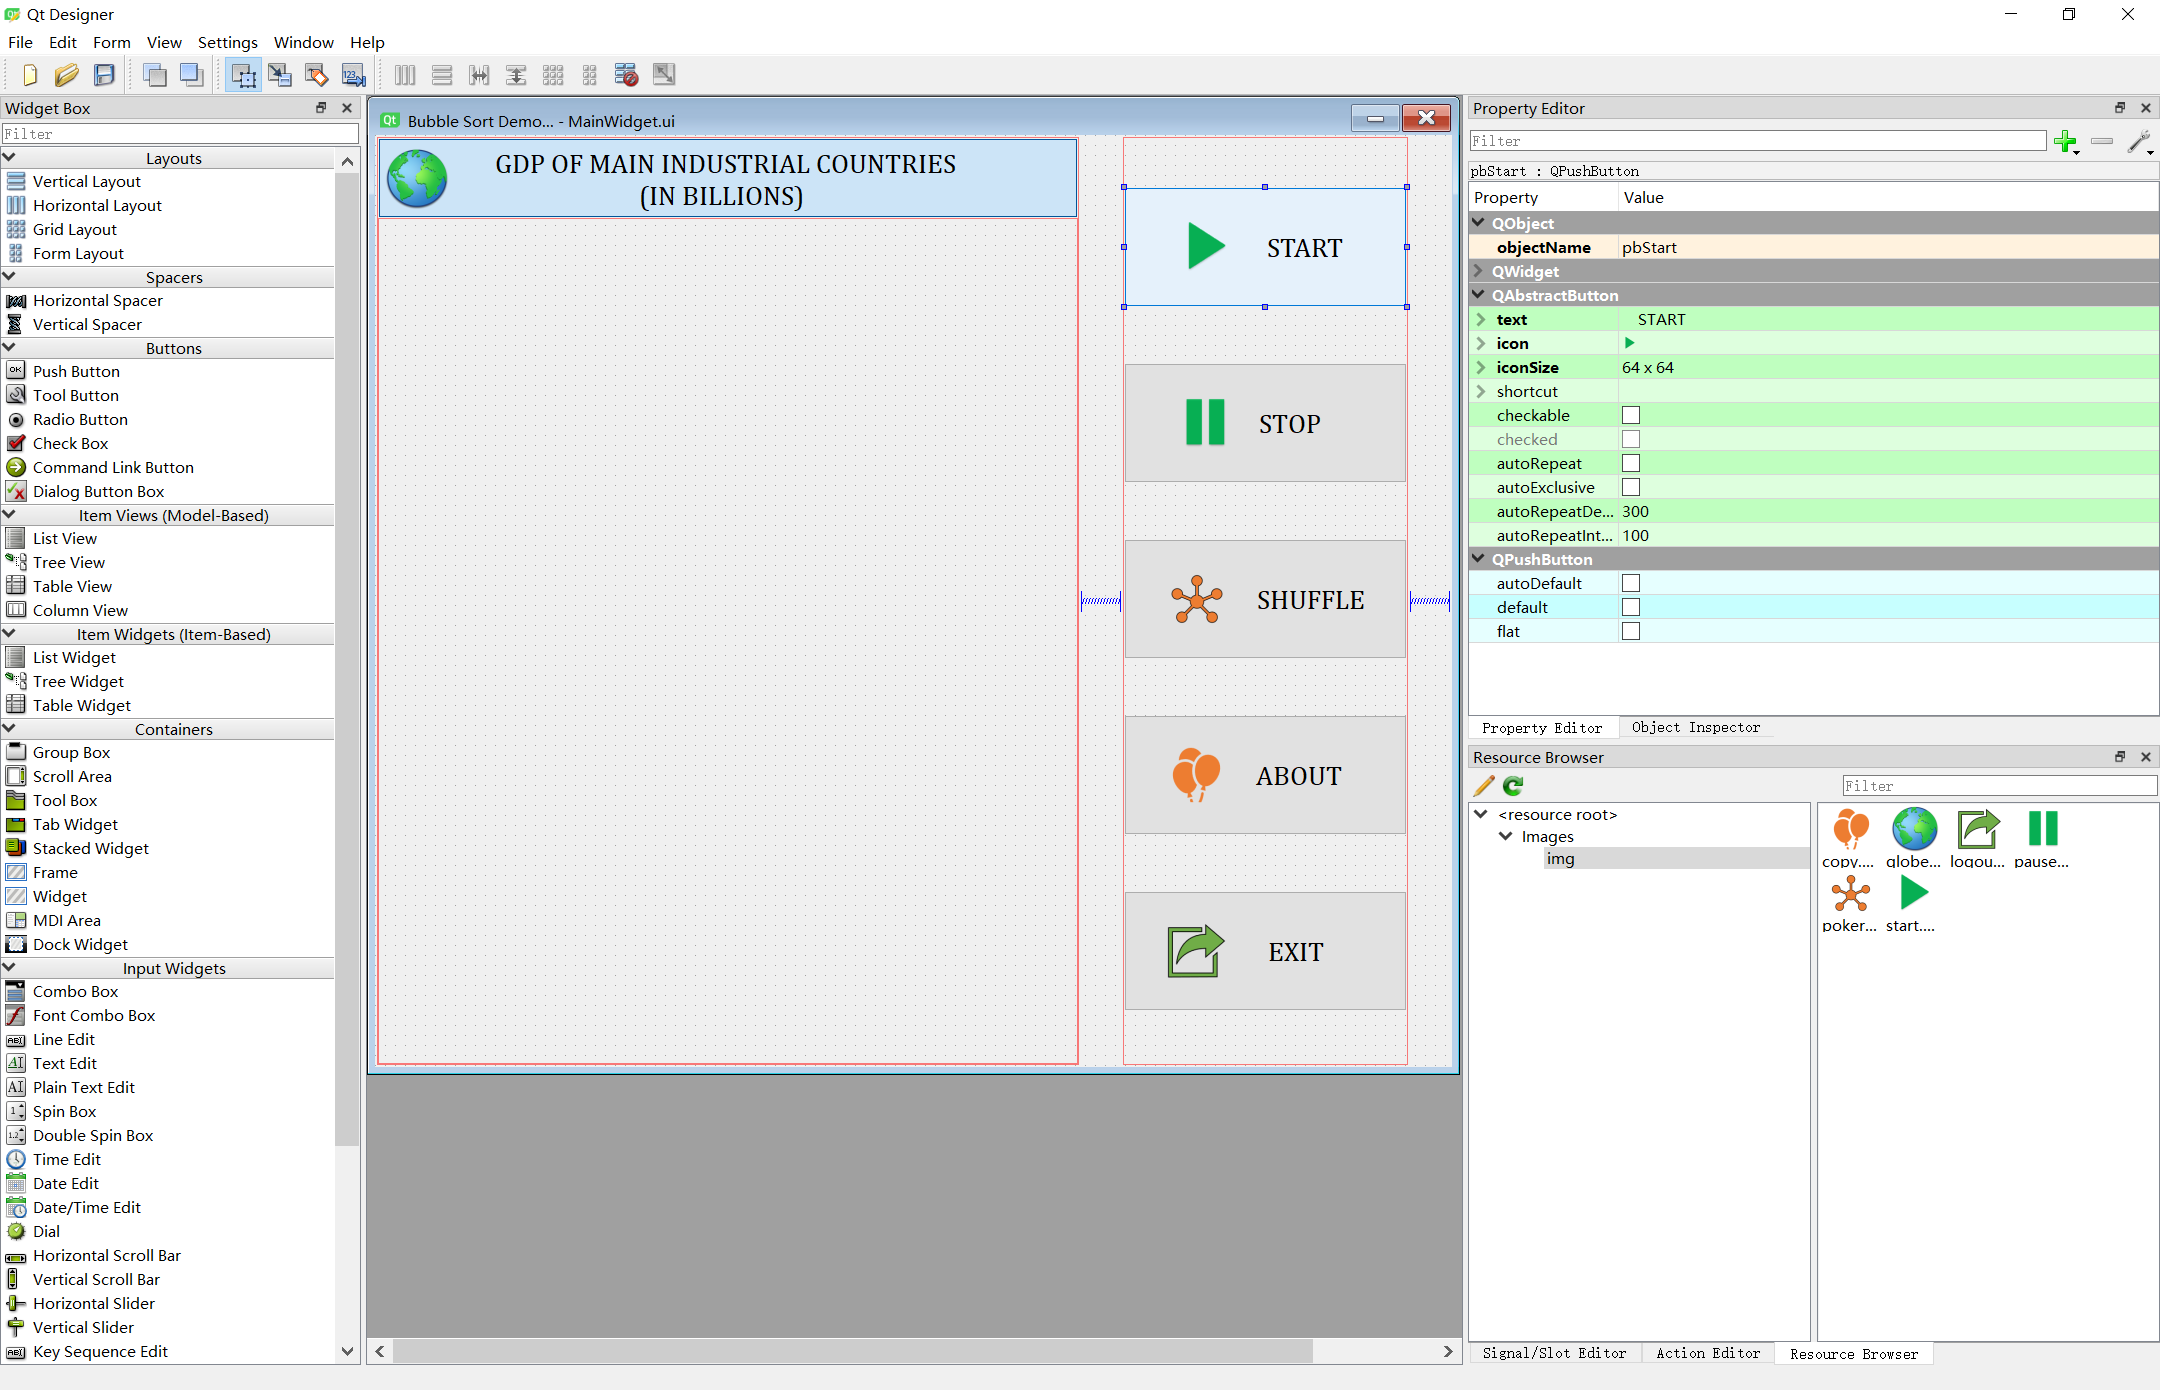 Qt Designer
File Edit Form View Settings Window Help
Widget Box
Filter
Layouts
Vertical Layout
Horizontal Layout
Grid Layout
Form Layout
Spacers
Horizontal Spacer
Vertical Spacer
Buttons
Push Button
Tool Button
Radio Button
Check Box
Command Link Button
Dialog Button Box
Item Views (Model-Based)
List View
Tree View
Table View
Column View
Item Widgets (Item-Based)
List Widget
Tree Widget
Table Widget
Containers
Group Box
Scroll Area
Tool Box
Tab Widget
Stacked Widget
Frame
Widget
MDI Area
Dock Widget
Input Widgets
Combo Box
Font Combo Box
Line Edit
Text Edit
Plain Text Edit
Spin Box
Double Spin Box
Time Edit
Date Edit
Date/Time Edit
Dial
Horizontal Scroll Bar
Vertical Scroll Bar
Horizontal Slider
Vertical Slider
Key Sequence Edit
Bubble Sort Demo... - MainWidget.ui
GDP OF MAIN INDUSTRIAL COUNTRIES
(IN BILLIONS)
START
STOP
SHUFFLE
ABOUT
EXIT
Property Editor
Filter
pbStart : QPushButton
Property Value
QObject
objectName pbStart
QWidget
QAbstractButton
text START
icon
iconSize 64 x 64
shortcut
checkable
checked
autoRepeat
autoExclusive
autoRepeatDe... 300
autoRepeatInt... 100
QPushButton
autoDefault
default
flat
Property Editor Object Inspector
Resource Browser
Filter
<resource root>
Images
img
copy.... globe... logou... pause...
poker... start....
Signal/Slot Editor Action Editor Resource Browser